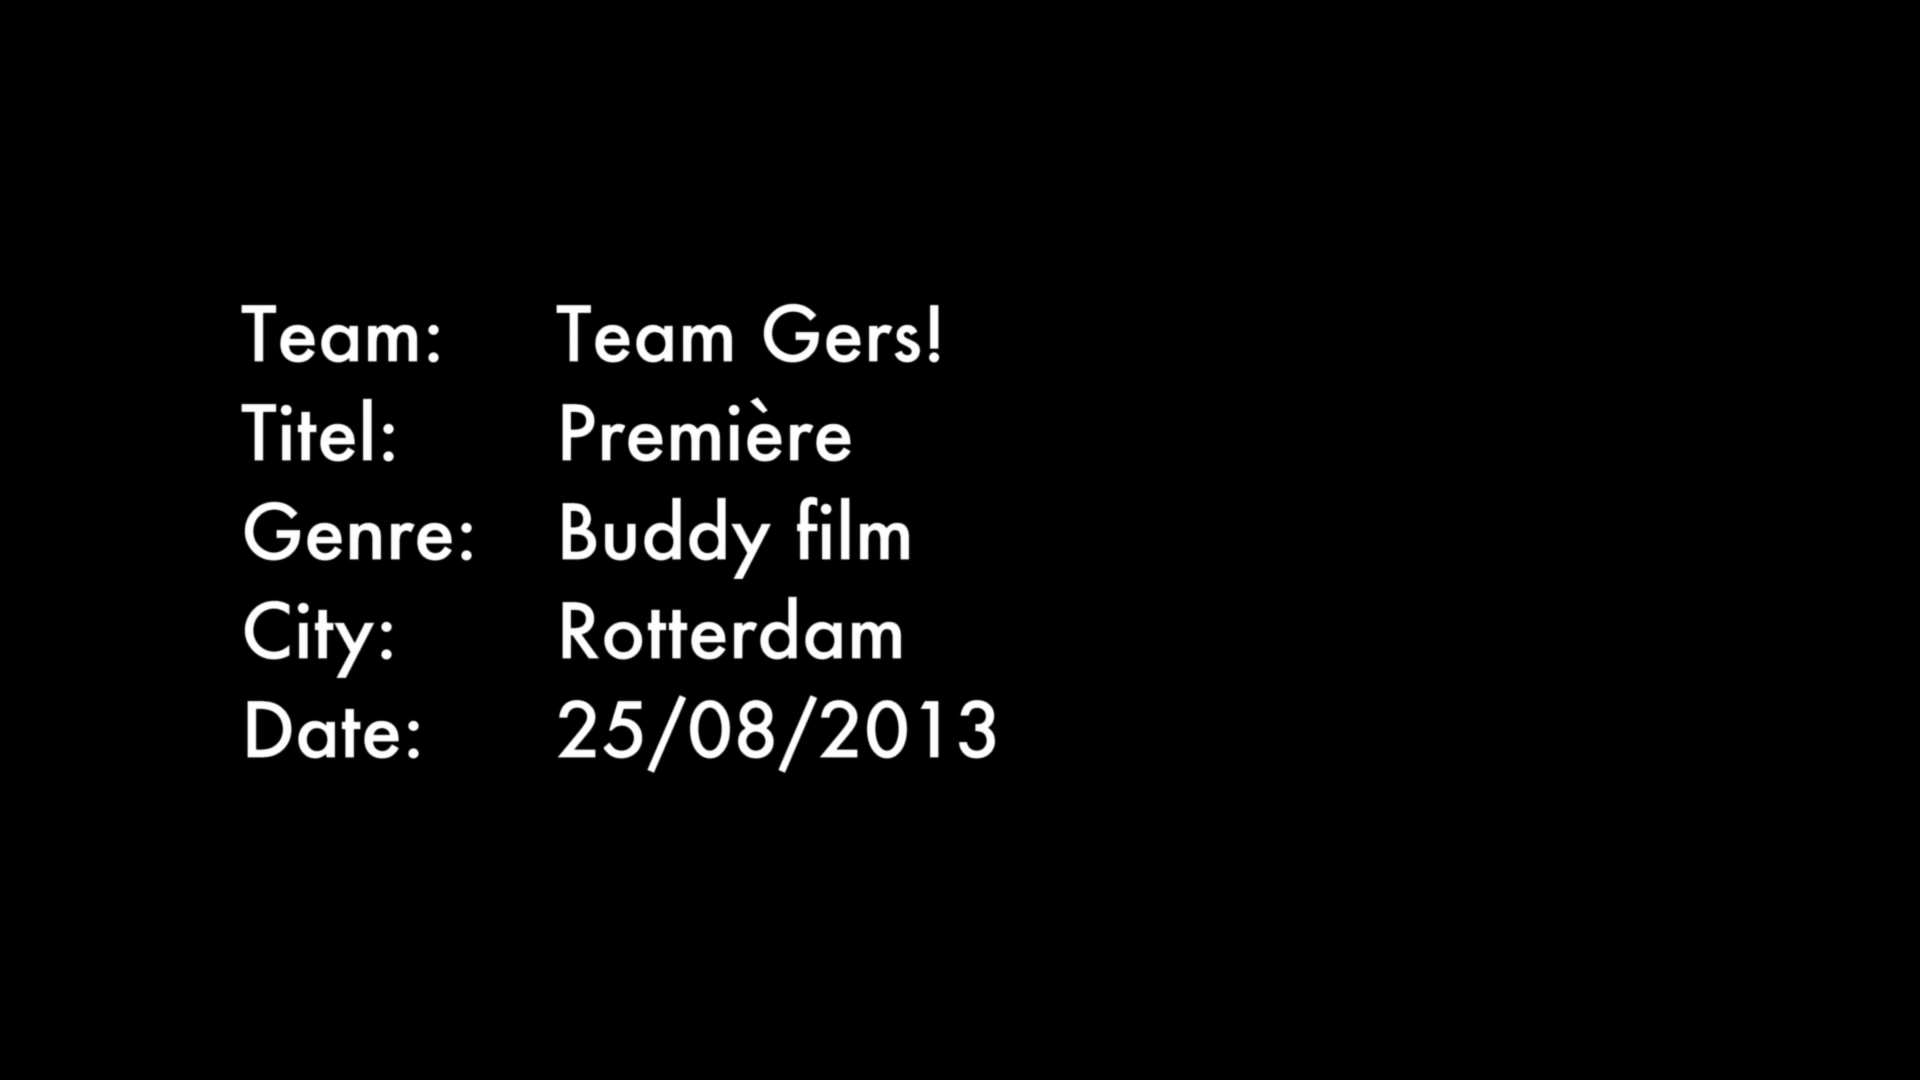 Team: Team Gers!
Titel: Première
Genre: Buddy film
City: Rotterdam
Date: 25/08/2013